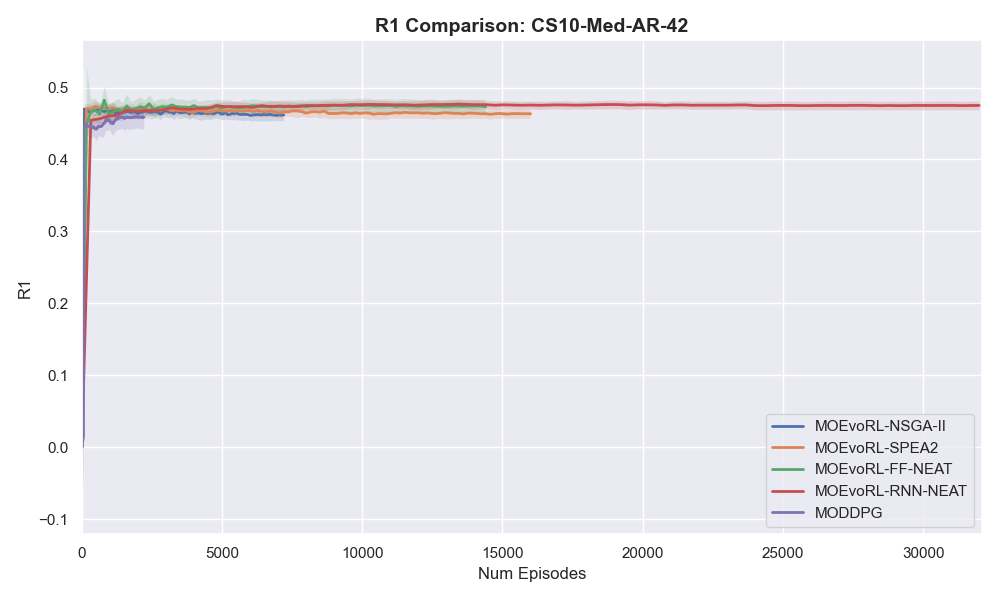 R1 Comparison: CS10-Med-AR-42
R1
0.5
0.4
0.3
0.2
0.1
0.0
−0.1
0
5000
10000
15000
20000
25000
30000
Num Episodes
MOEvoRL-NSGA-II
MOEvoRL-SPEA2
MOEvoRL-FF-NEAT
MOEvoRL-RNN-NEAT
MODDPG